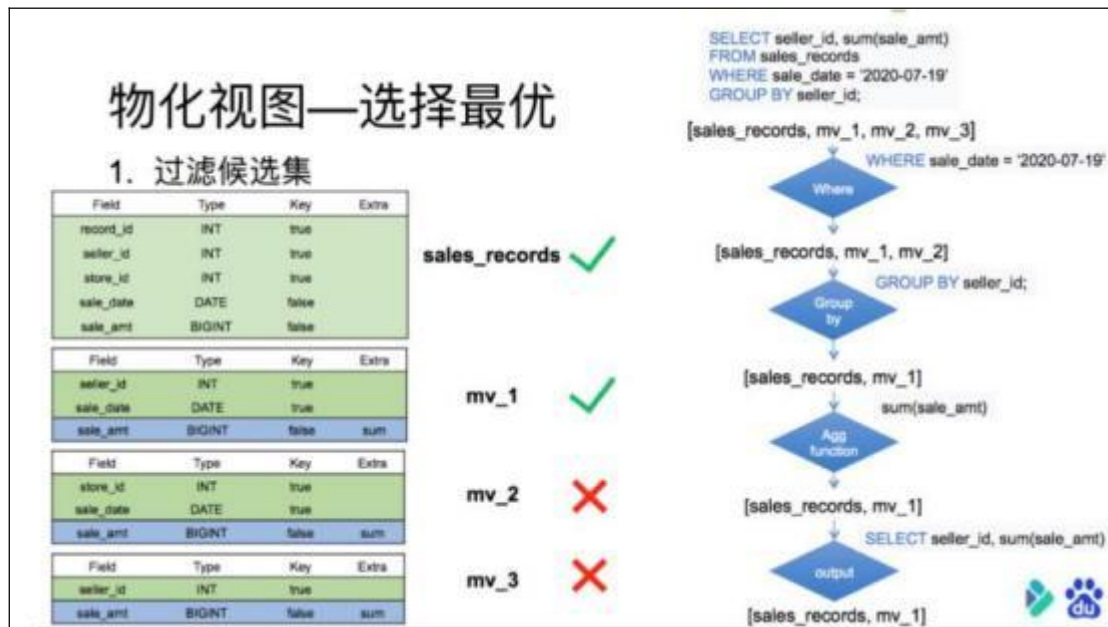 物化视图—选择最优
1. 过滤候选集
Field Type Key Extra
record_id INT true
seller_id INT true
store_id INT true
sale_date DATE false
sale_amt BIGINT false
sales_records
Field Type Key Extra
seller_id INT true
sale_date DATE true
sale_amt BIGINT false sum
mv_1
Field Type Key Extra
store_id INT true
sale_date DATE true
sale_amt BIGINT false sum
mv_2
Field Type Key Extra
seller_id INT true
sale_amt BIGINT false sum
mv_3
SELECT seller_id, sum(sale_amt)
FROM sales_records
WHERE sale_date = '2020-07-19'
GROUP BY seller_id;
[sales_records, mv_1, mv_2, mv_3]
WHERE sale_date = '2020-07-19'
Where
[sales_records, mv_1, mv_2]
GROUP BY seller_id;
Group
by
[sales_records, mv_1]
sum(sale_amt)
Agg
function
[sales_records, mv_1]
SELECT seller_id, sum(sale_amt)
output
[sales_records, mv_1]
du